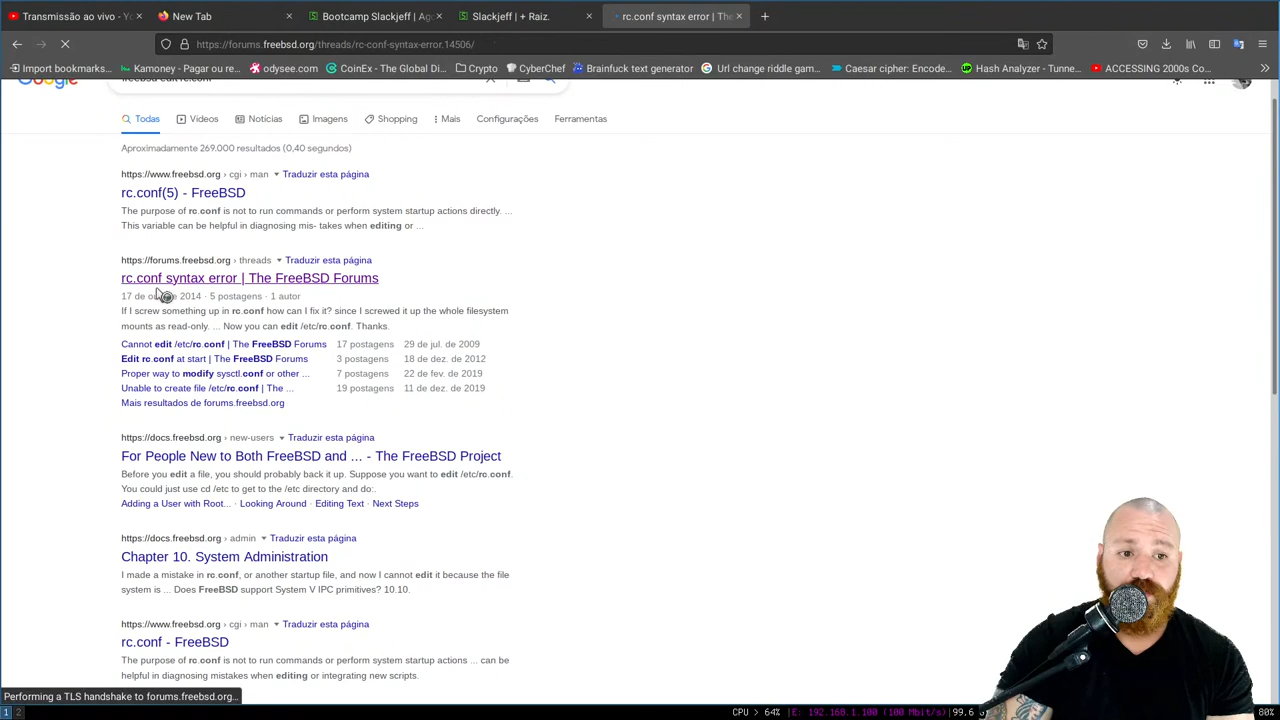 Transmissão ao vivo - Yo
New Tab
Bootcamp Slackjeff | Ago
Slackjeff | + Raiz.
rc.conf syntax error | The
https://forums.freebsd.org/threads/rc-conf-syntax-error.14506/
Import bookmarks...
Kamoney - Pagar ou re...
odysee.com
CoinEx - The Global Di...
Crypto
CyberChef
Brainfuck text generator
Url change riddle gam...
Caesar cipher: Encode...
Hash Analyzer - Tunne...
ACCESSING 2000s Co...
Todas
Vídeos
Notícias
Imagens
Shopping
Mais
Configurações
Ferramentas
Aproximadamente 269.000 resultados (0,40 segundos)
https://www.freebsd.org › cgi › man Traduzir esta página
rc.conf(5) - FreeBSD
The purpose of rc.conf is not to run commands or perform system startup actions directly. ...
This variable can be helpful in diagnosing mis- takes when editing or ...
https://forums.freebsd.org › threads Traduzir esta página
rc.conf syntax error | The FreeBSD Forums
17 de 2014 · 5 postagens · 1 autor
If I screw something up in rc.conf how can I fix it? since I screwed it up the whole filesystem
mounts as read-only. ... Now you can edit /etc/rc.conf. Thanks.
Cannot edit /etc/rc.conf | The FreeBSD Forums 17 postagens 29 de jul. de 2009
Edit rc.conf at start | The FreeBSD Forums 3 postagens 18 de dez. de 2012
Proper way to modify sysctl.conf or other ... 7 postagens 22 de fev. de 2019
Unable to create file /etc/rc.conf | The ... 19 postagens 11 de dez. de 2019
Mais resultados de forums.freebsd.org
https://docs.freebsd.org › new-users Traduzir esta página
For People New to Both FreeBSD and ... - The FreeBSD Project
Before you edit a file, you should probably back it up. Suppose you want to edit /etc/rc.conf.
You could just use cd /etc to get to the /etc directory and do:.
Adding a User with Root... · Looking Around · Editing Text · Next Steps
https://docs.freebsd.org › admin Traduzir esta página
Chapter 10. System Administration
I made a mistake in rc.conf, or another startup file, and now I cannot edit it because the file
system is ... Does FreeBSD support System V IPC primitives? 10.10.
https://www.freebsd.org › cgi › man Traduzir esta página
rc.conf - FreeBSD
The purpose of rc.conf is not to run commands or perform system startup actions ... can be
helpful in diagnosing mistakes when editing or integrating new scripts.
Performing a TLS handshake to forums.freebsd.org...
1 2
CPU > 64% |E: 192.168.1.100 (100 Mbit/s)|99,6 G 80%